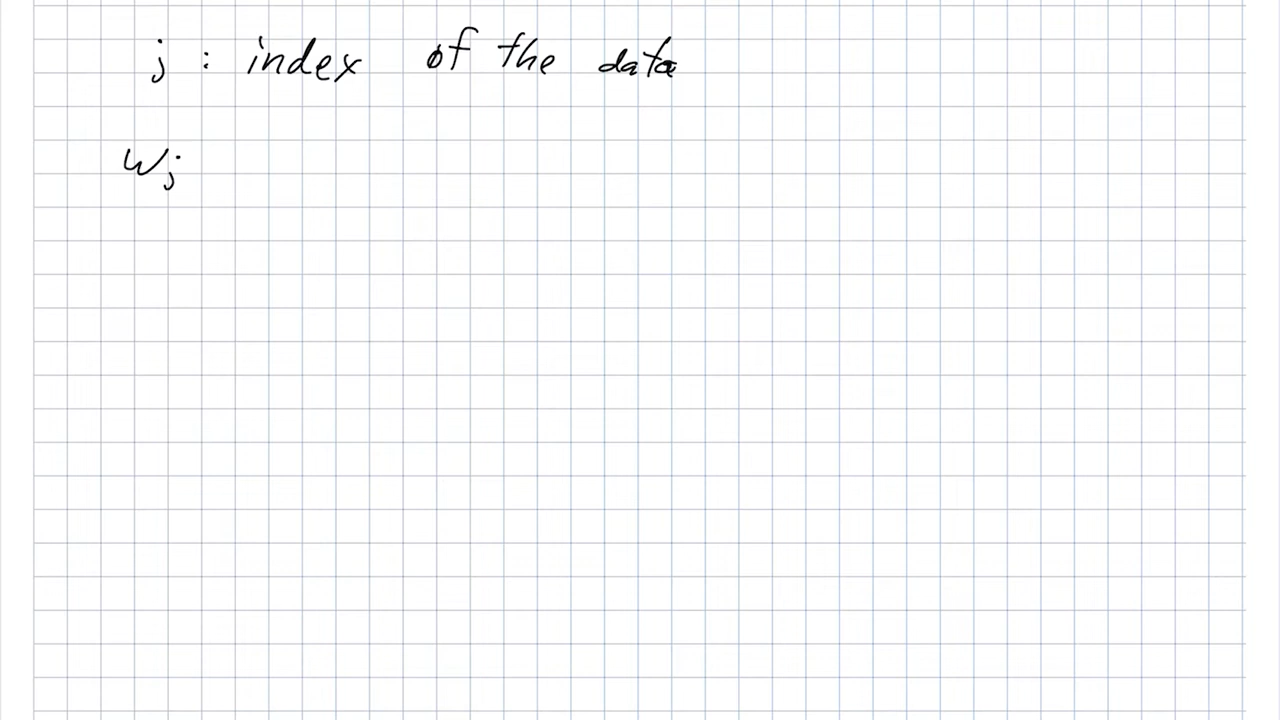 j : index of the data
wj